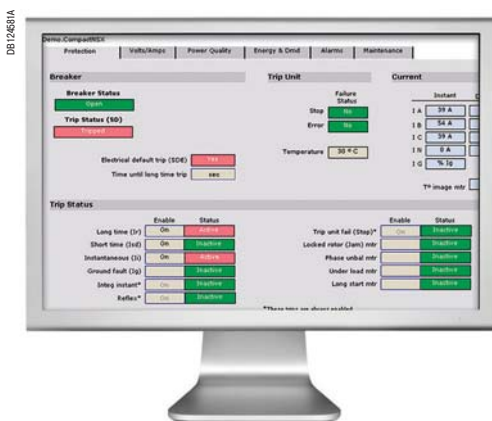 DB124581A
Demo.CompactNSX
Protection Volts/Amps Power Quality Energy & Dmd Alarms Maintenance
Breaker Trip Unit Current
Breaker Status
Open
Trip Status (SD)
Tripped
Electrical default trip (SDE) Yes
Time until long time trip sec
Failure Status
Stop No
Error No
Temperature 30 °C
Instant
I A 39 A
I B 54 A
I C 39 A
I N 0 A
I G % Ig
Tº image mtr
Trip Status
Enable Status Enable Status
Long time (Ir) On Active Trip unit fail (Stop)* On Inactive
Short time (Isd) On Inactive Locked rotor (Jam) mtr Inactive
Instantaneous (Ii) On Active Phase unbal mtr Inactive
Ground fault (Ig) Inactive Under load mtr Inactive
Integ instant* On Inactive Long start mtr Inactive
Reflex* On Inactive
*These trips are always enabled